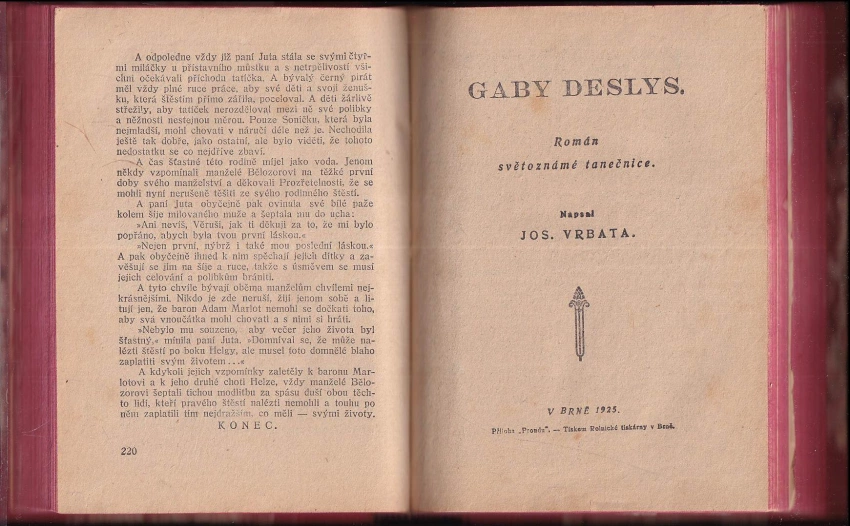 A odpoledne vždy již paní Juta stála se svými čtyř-
mi miláčky u přístavního můstku a s netrpělivostí vši-
chni očekávali příchodu tatíčka. A bývalý černý pirát
měl vždy plné ruce práce, aby své děti a svoji ženuš-
ku, která štěstím přímo zářila, poceloval. A děti žárlivě
střežily, aby tatíček nerozděloval mezi ně své polibky
a něžnosti nestejnou měrou. Pouze Soničku, která byla
nejmladší, mohl chovati v náručí déle než je. Nechodila
ještě tak dobře, jako ostatní, ale bylo viděti, že tohoto
nedostatku se co nejdříve zbaví.
A čas šťastné této rodině míjel jako voda. Jenom
někdy vzpomínali manželé Bělozorovi na těžké první
doby svého manželství a děkovali Prozřetelnosti, že se
mohli nyní nerušeně těšiti ze svého rodinného štěstí.
A paní Juta obyčejně pak ovinula své bílé paže
kolem šíje milovaného muže a šeptala mu do ucha:
»Ani nevíš, Věruši, jak ti děkuji za to, že mi bylo
popřáno, abych byla tvou první láskou.«
»Nejen první, nýbrž i také mou poslední láskou.«
A pak obyčejně ihned k nim spěchají jejich dítky a za-
věšují se jim na šíje a ruce, takže s úsměvem se musí
jejich celování a polibkům brániti.
A tyto chvíle bývají oběma manželům chvílemi nej-
krásnějšími. Nikdo je zde neruší, žijí jenom sobě a li-
tují jen, že baron Adam Marlot nemohl se dočkati toho,
aby svá vnoučátka mohl chovati a s nimi si hráti.
»Nebylo mu souzeno, aby večer jeho života byl
šťastný,« mínila paní Juta. »Domníval se, že může na-
lézti štěstí po boku Helgy, ale musel toto domnělé blaho
zaplatiti svým životem ...«
A kdykoli jejich vzpomínky zaletěly k baronu Mar-
lotovi a k jeho druhé choti Helze, vždy manželé Bělo-
zorovi šeptali tichou modlitbu za spásu duší obou těch-
to lidí, kteří pravého štěstí nalézti nemohli a touhu po
něm zaplatili tím nejdražším, co měli — svými životy.
KONEC.
220
GABY DESLYS.
Román
světoznámé tanečnice.
Napsal
JOS. VRBATA.
V BRNĚ 1925.
Příloha „Proudu". — Tiskem Rolnické tiskárny v Brně.